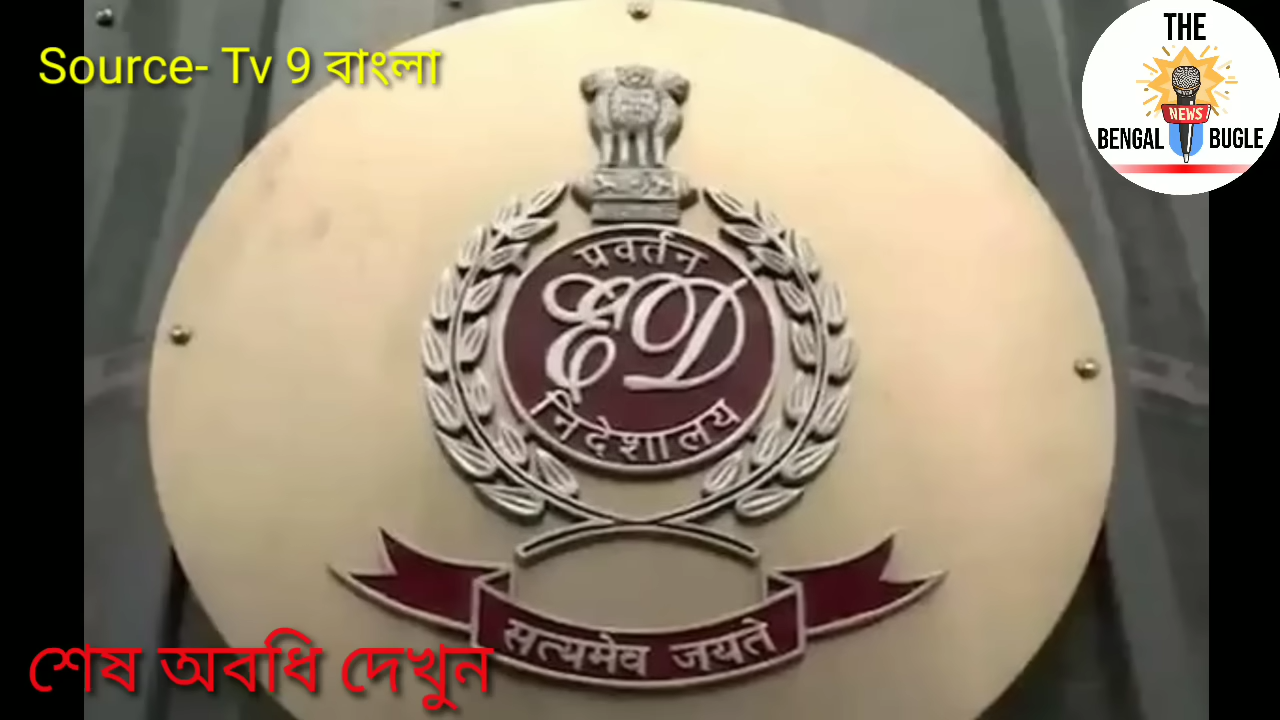 Source- Tv 9 বাংলা
THE
NEWS
BENGAL BUGLE
प्रवर्तन
ED
निदेशालय
सत्यमेव जयते
শেষ অবধি দেখুন